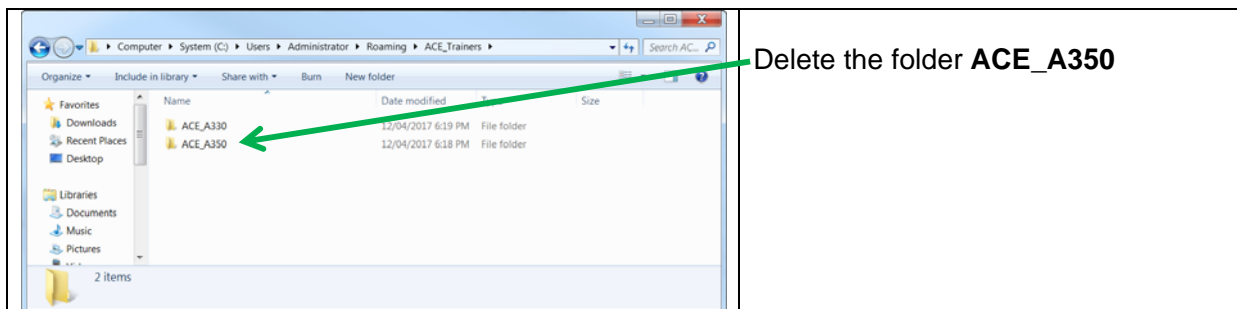 Computer ▸ System (C:) ▸ Users ▸ Administrator ▸ Roaming ▸ ACE_Trainers ▸
Search AC...
Organize Include in library Share with Burn New folder
Favorites
Downloads
Recent Places
Desktop
Libraries
Documents
Music
Pictures
Name Date modified Size
ACE_A330 12/04/2017 6:19 PM File folder
ACE_A350 12/04/2017 6:18 PM File folder
2 items
Delete the folder ACE_A350